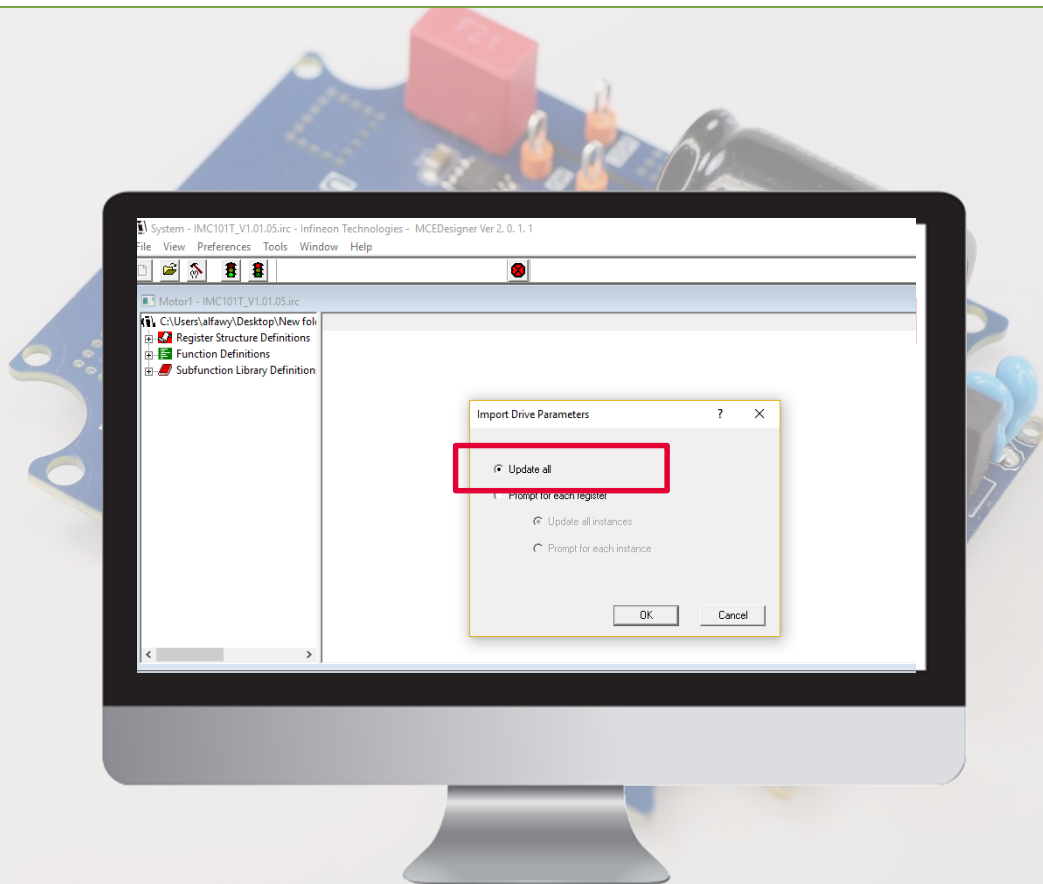 F21
System - IMC101T_V1.01.05.irc - Infineon Technologies - MCEDesigner Ver 2. 0. 1. 1
File View Preferences Tools Window Help
Motor1 - IMC101T_V1.01.05.irc
C:\Users\alfawy\Desktop\New fol
Register Structure Definitions
Function Definitions
Subfunction Library Definition
Import Drive Parameters ? X
Update all
Prompt for each register
Update all instances
Prompt for each instance
OK Cancel